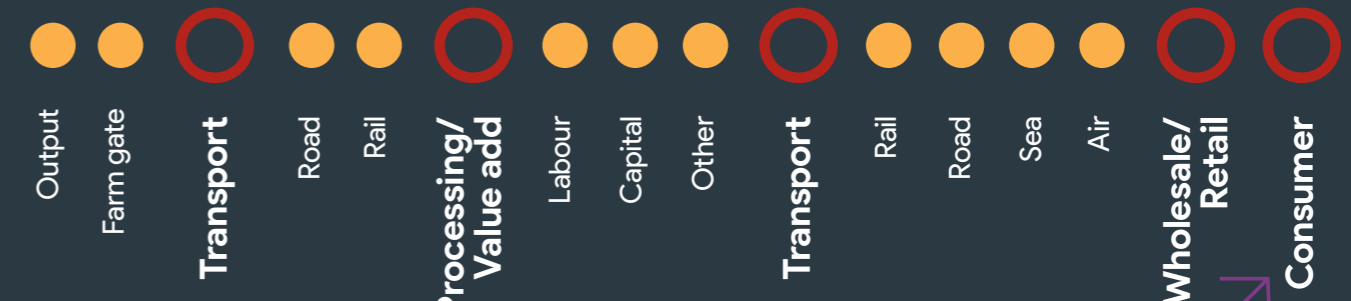 Output
Farm gate
Transport
Road
Rail
Processing/
Value add
Labour
Capital
Other
Transport
Rail
Road
Sea
Air
Wholesale/
Retail
Consumer